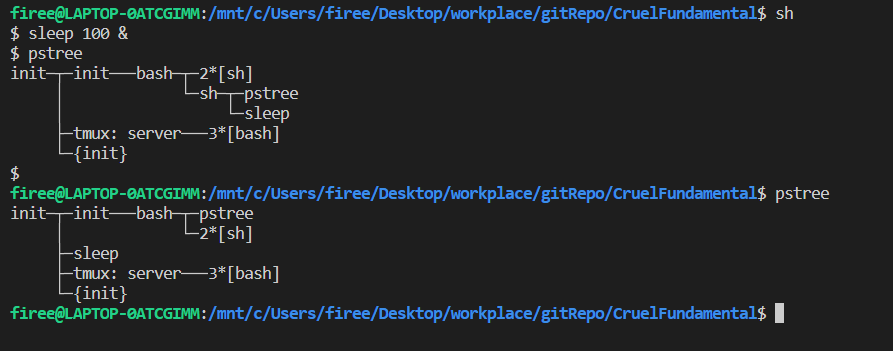 firee@LAPTOP-0ATCGIMM:/mnt/c/Users/firee/Desktop/workplace/gitRepo/CruelFundamental$ sh
$ sleep 100 &
$ pstree
init─┬─init───bash─┬─2*[sh]
     │             └─sh─┬─pstree
     │                  └─sleep
     ├─tmux: server───3*[bash]
     └─{init}
$
firee@LAPTOP-0ATCGIMM:/mnt/c/Users/firee/Desktop/workplace/gitRepo/CruelFundamental$ pstree
init─┬─init───bash─┬─pstree
     │             └─2*[sh]
     ├─sleep
     ├─tmux: server───3*[bash]
     └─{init}
firee@LAPTOP-0ATCGIMM:/mnt/c/Users/firee/Desktop/workplace/gitRepo/CruelFundamental$